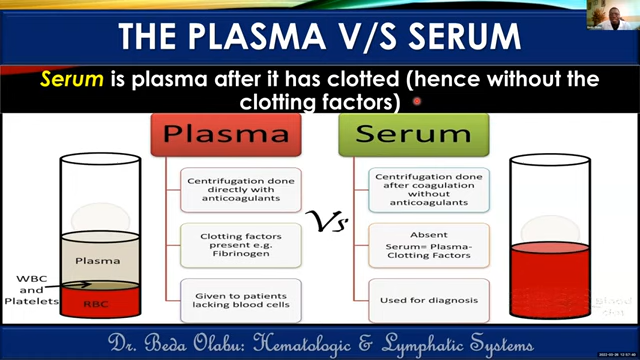 THE PLASMA V/S SERUM
Serum is plasma after it has clotted (hence without the
clotting factors)
Plasma
Serum
Vs
Centrifugation done
directly with
anticoagulants
Clotting factors
present e.g.
Fibrinogen
Given to patients
lacking blood cells
Centrifugation done
after coagulation
without
anticoagulants
Absent
Serum= Plasma-
Clotting Factors
Used for diagnosis
Plasma
WBC
and
Platelets
RBC
blood
clot
Dr. Beda Olabu: Hematologic & Lymphatic Systems